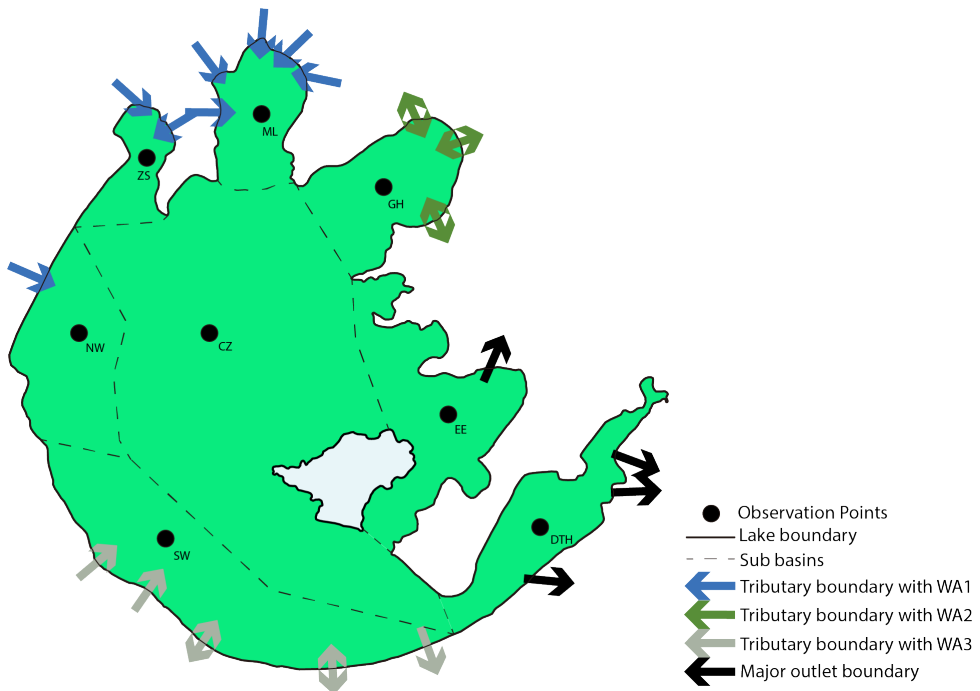 ML
ZS
GH
NW
CZ
EE
SW
DTH
Observation Points
Lake boundary
Sub basins
Tributary boundary with WA1
Tributary boundary with WA2
Tributary boundary with WA3
Major outlet boundary